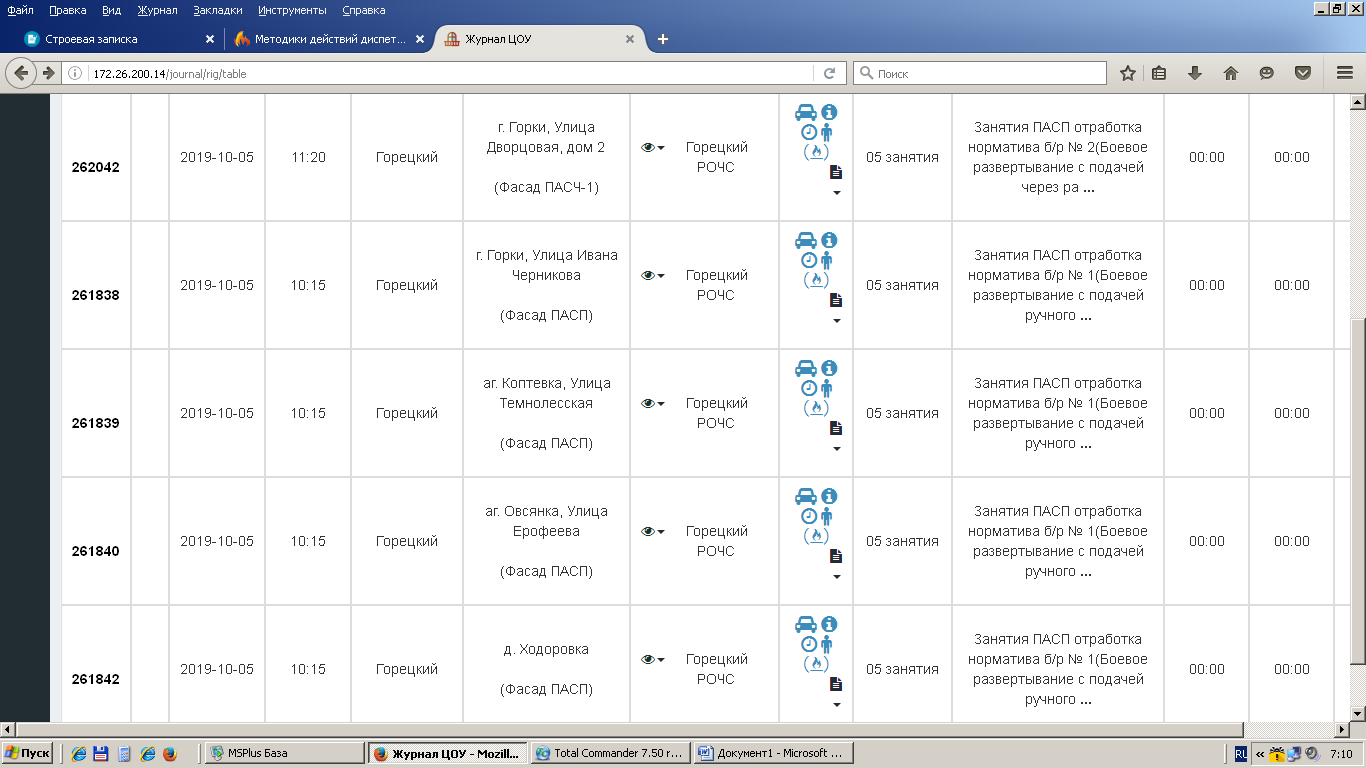 Файл Правка Вид Журнал Закладки Инструменты Справка
Строевая записка
Методики действий диспет...
Журнал ЦОУ
172.26.200.14/journal/rig/table
Поиск
262042
2019-10-05
11:20
Горецкий
г. Горки, Улица
Дворцовая, дом 2
(Фасад ПАСЧ-1)
Горецкий
РОЧС
05 занятия
Занятия ПАСП отработка
норматива б/р № 2(Боевое
развертывание с подачей
через ра ...
00:00
00:00
261838
2019-10-05
10:15
Горецкий
г. Горки, Улица Ивана
Черникова
(Фасад ПАСП)
Горецкий
РОЧС
05 занятия
Занятия ПАСП отработка
норматива б/р № 1(Боевое
развертывание с подачей
ручного ...
00:00
00:00
261839
2019-10-05
10:15
Горецкий
аг. Коптевка, Улица
Темнолесская
(Фасад ПАСП)
Горецкий
РОЧС
05 занятия
Занятия ПАСП отработка
норматива б/р № 1(Боевое
развертывание с подачей
ручного ...
00:00
00:00
261840
2019-10-05
10:15
Горецкий
аг. Овсянка, Улица
Ерофеева
(Фасад ПАСП)
Горецкий
РОЧС
05 занятия
Занятия ПАСП отработка
норматива б/р № 1(Боевое
развертывание с подачей
ручного ...
00:00
00:00
261842
2019-10-05
10:15
Горецкий
д. Ходоровка
(Фасад ПАСП)
Горецкий
РОЧС
05 занятия
Занятия ПАСП отработка
норматива б/р № 1(Боевое
развертывание с подачей
ручного ...
00:00
00:00
Пуск
MSPlus База
Журнал ЦОУ - Mozill...
Total Commander 7.50 r...
Документ1 - Microsoft ...
RU
7:10